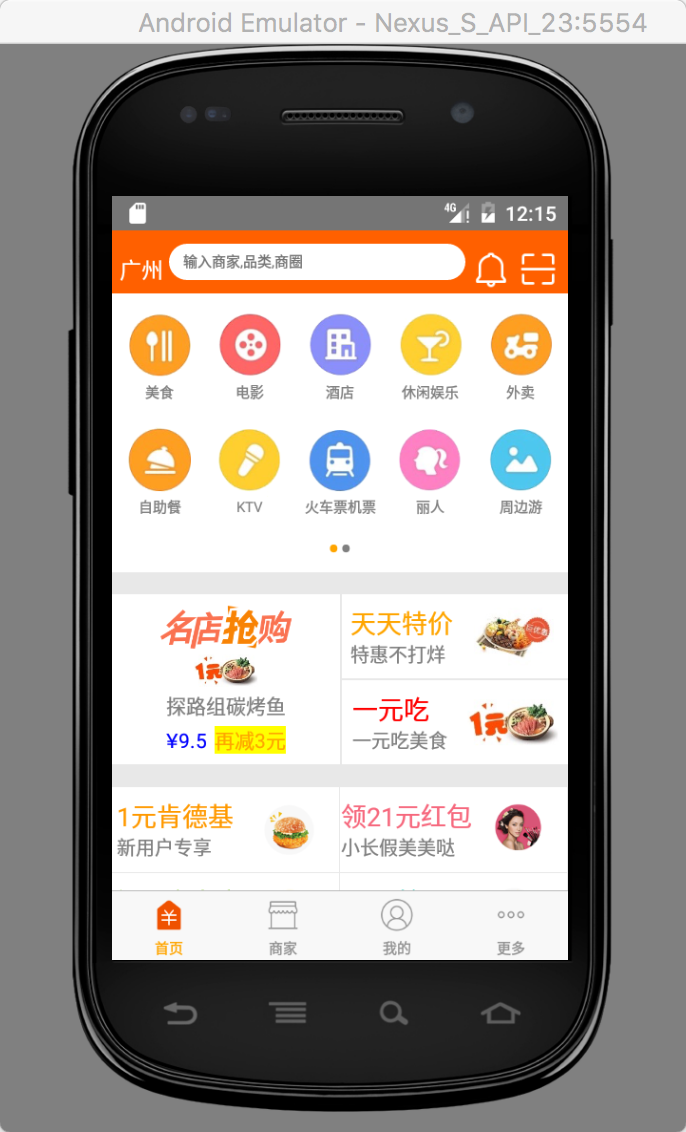 Android Emulator - Nexus_S_API_23:5554
4G 12:15
广州 输入商家,品类,商圈
美食 电影 酒店 休闲娱乐 外卖
自助餐 KTV 火车票机票 丽人 周边游
名店抢购
1元
探路组碳烤鱼
¥9.5 再减3元
天天特价
特惠不打烊
一元吃
一元吃美食
1元
1元肯德基
新用户专享
领21元红包
小长假美美哒
首页 商家 我的 更多